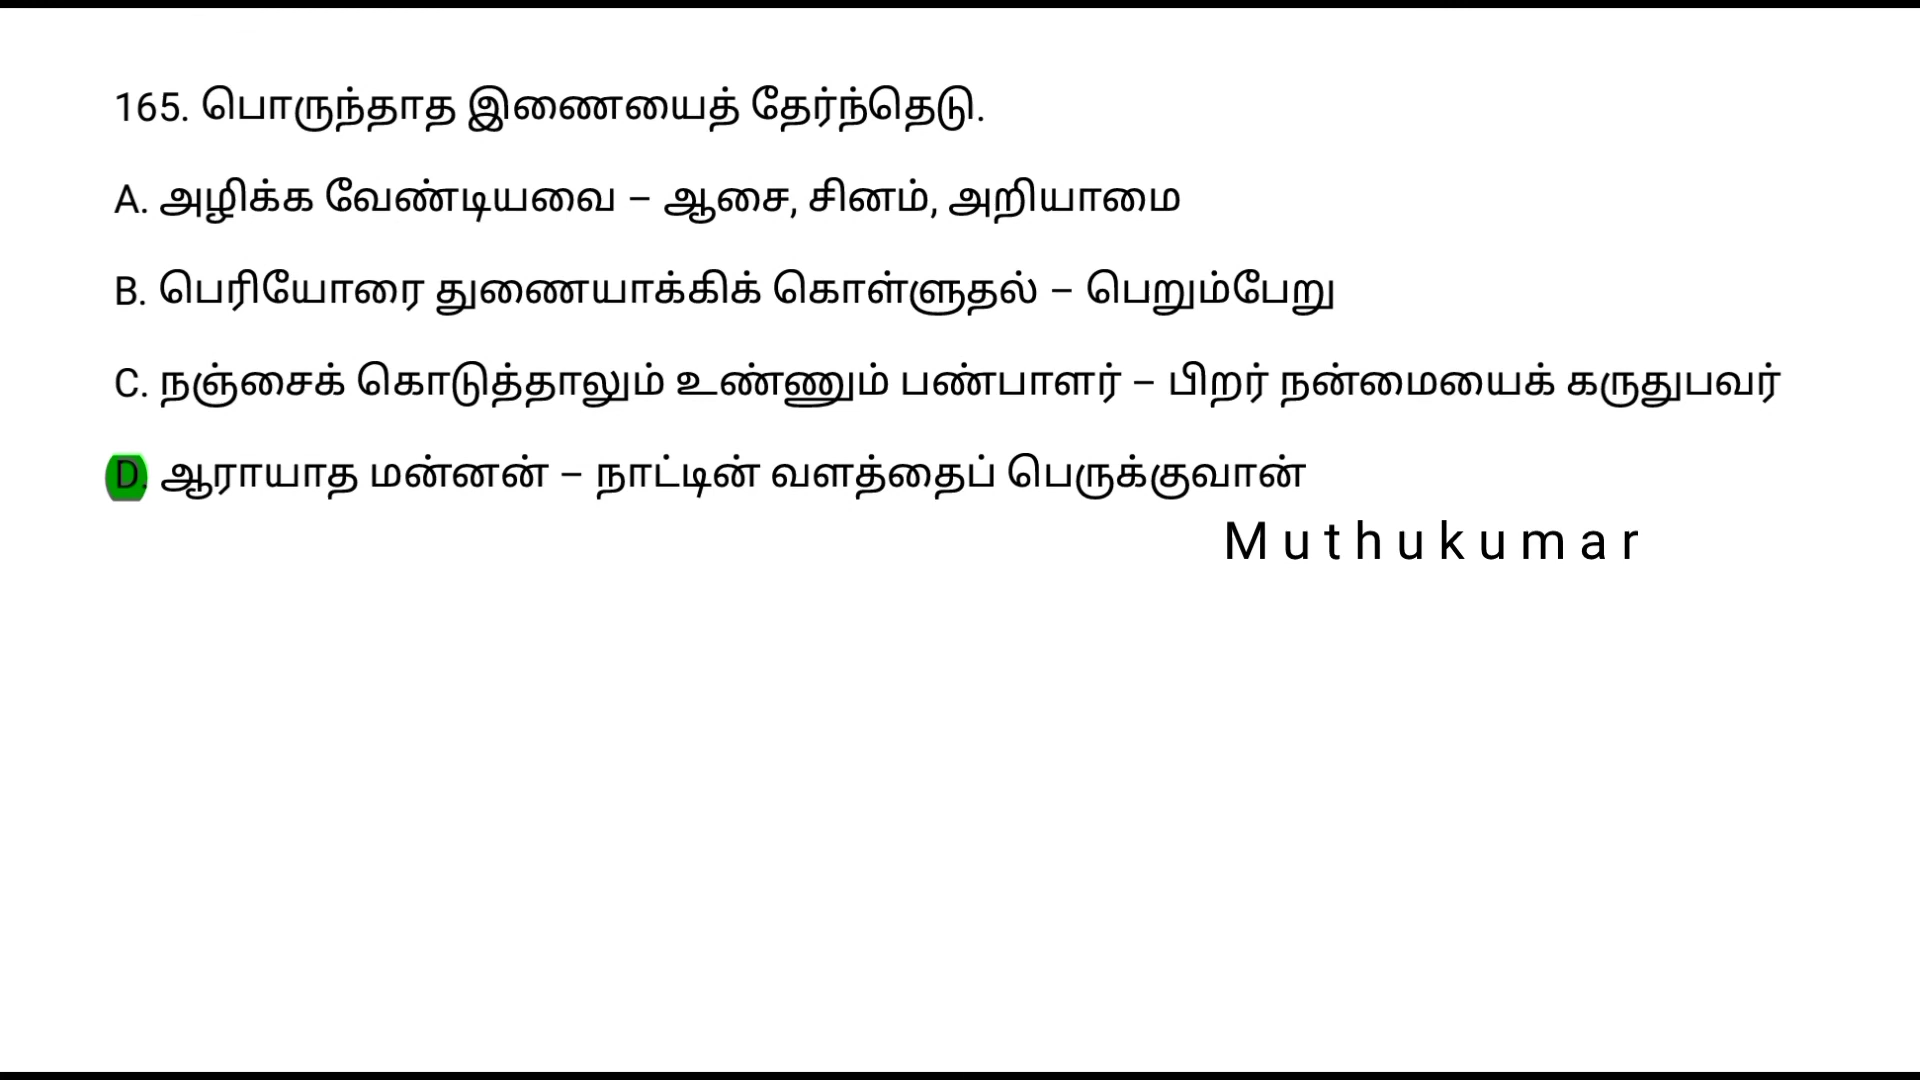 165. பொருந்தாத இணையைத் தேர்ந்தெடு.
A. அழிக்க வேண்டியவை – ஆசை, சினம், அறியாமை
B. பெரியோரை துணையாக்கிக் கொள்ளுதல் – பெறும்பேறு
C. நஞ்சைக் கொடுத்தாலும் உண்ணும் பண்பாளர் – பிறர் நன்மையைக் கருதுபவர்
D. ஆராயாத மன்னன் – நாட்டின் வளத்தைப் பெருக்குவான்
Muthukumar